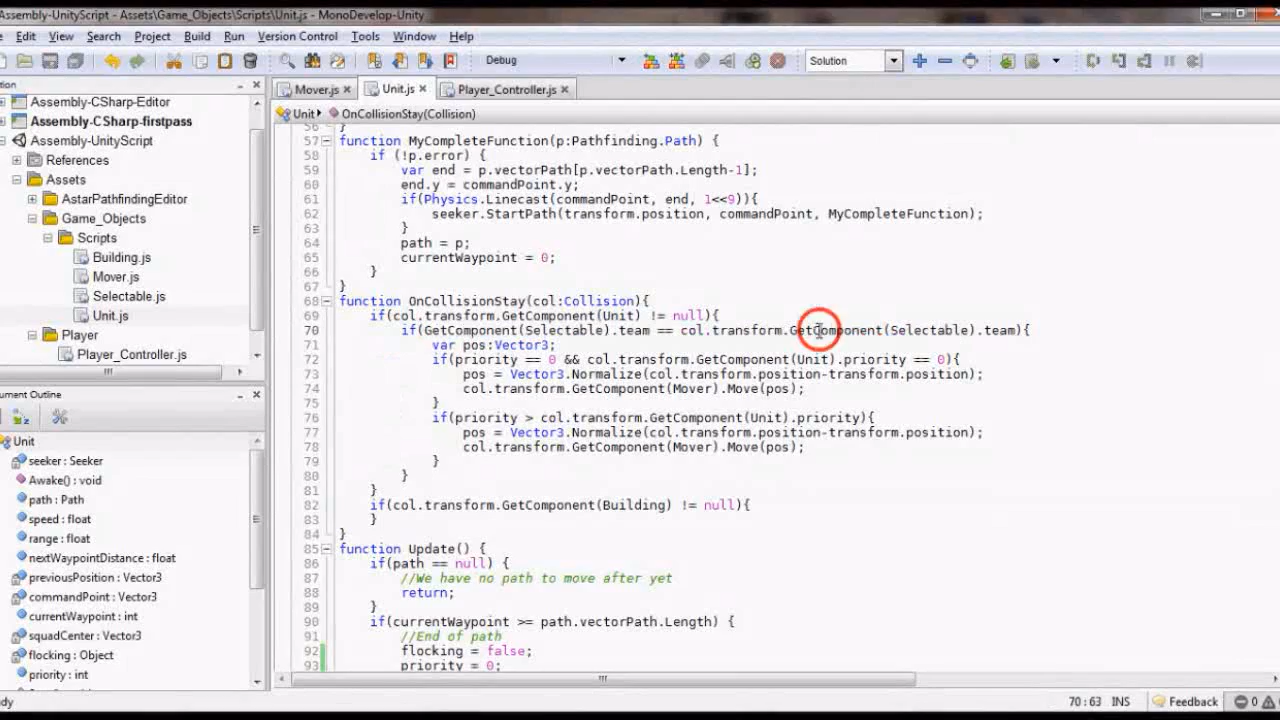 Assembly-UnityScript - Assets\Game_Objects\Scripts\Unit.js - MonoDevelop-Unity
Edit View Search Project Build Run Version Control Tools Window Help
Debug Solution
Mover.js Unit.js Player_Controller.js
Unit OnCollisionStay(Collision)
Assembly-CSharp-Editor
Assembly-CSharp-firstpass
Assembly-UnityScript
References
Assets
AstarPathfindingEditor
Game_Objects
Scripts
Building.js
Mover.js
Selectable.js
Unit.js
Player
Player_Controller.js
Unit
seeker : Seeker
Awake() : void
path : Path
speed : float
range : float
nextWaypointDistance : float
previousPosition : Vector3
commandPoint : Vector3
currentWaypoint : int
squadCenter : Vector3
flocking : Object
priority : int
56 }
57 function MyCompleteFunction(p:Pathfinding.Path) {
58 if (!p.error) {
59 var end = p.vectorPath[p.vectorPath.Length-1];
60 end.y = commandPoint.y;
61 if(Physics.Linecast(commandPoint, end, 1<<9)){
62 seeker.StartPath(transform.position, commandPoint, MyCompleteFunction);
63 }
64 path = p;
65 currentWaypoint = 0;
66 }
67 }
68 function OnCollisionStay(col:Collision){
69 if(col.transform.GetComponent(Unit) != null){
70 if(GetComponent(Selectable).team == col.transform.GetComponent(Selectable).team){
71 var pos:Vector3;
72 if(priority == 0 && col.transform.GetComponent(Unit).priority == 0){
73 pos = Vector3.Normalize(col.transform.position-transform.position);
74 col.transform.GetComponent(Mover).Move(pos);
75 }
76 if(priority > col.transform.GetComponent(Unit).priority){
77 pos = Vector3.Normalize(col.transform.position-transform.position);
78 col.transform.GetComponent(Mover).Move(pos);
79 }
80 }
81 }
82 if(col.transform.GetComponent(Building) != null){
83 }
84 }
85 function Update() {
86 if(path == null) {
87 //We have no path to move after yet
88 return;
89 }
90 if(currentWaypoint >= path.vectorPath.Length) {
91 //End of path
92 flocking = false;
93 priority = 0;
70:63 INS Feedback 0